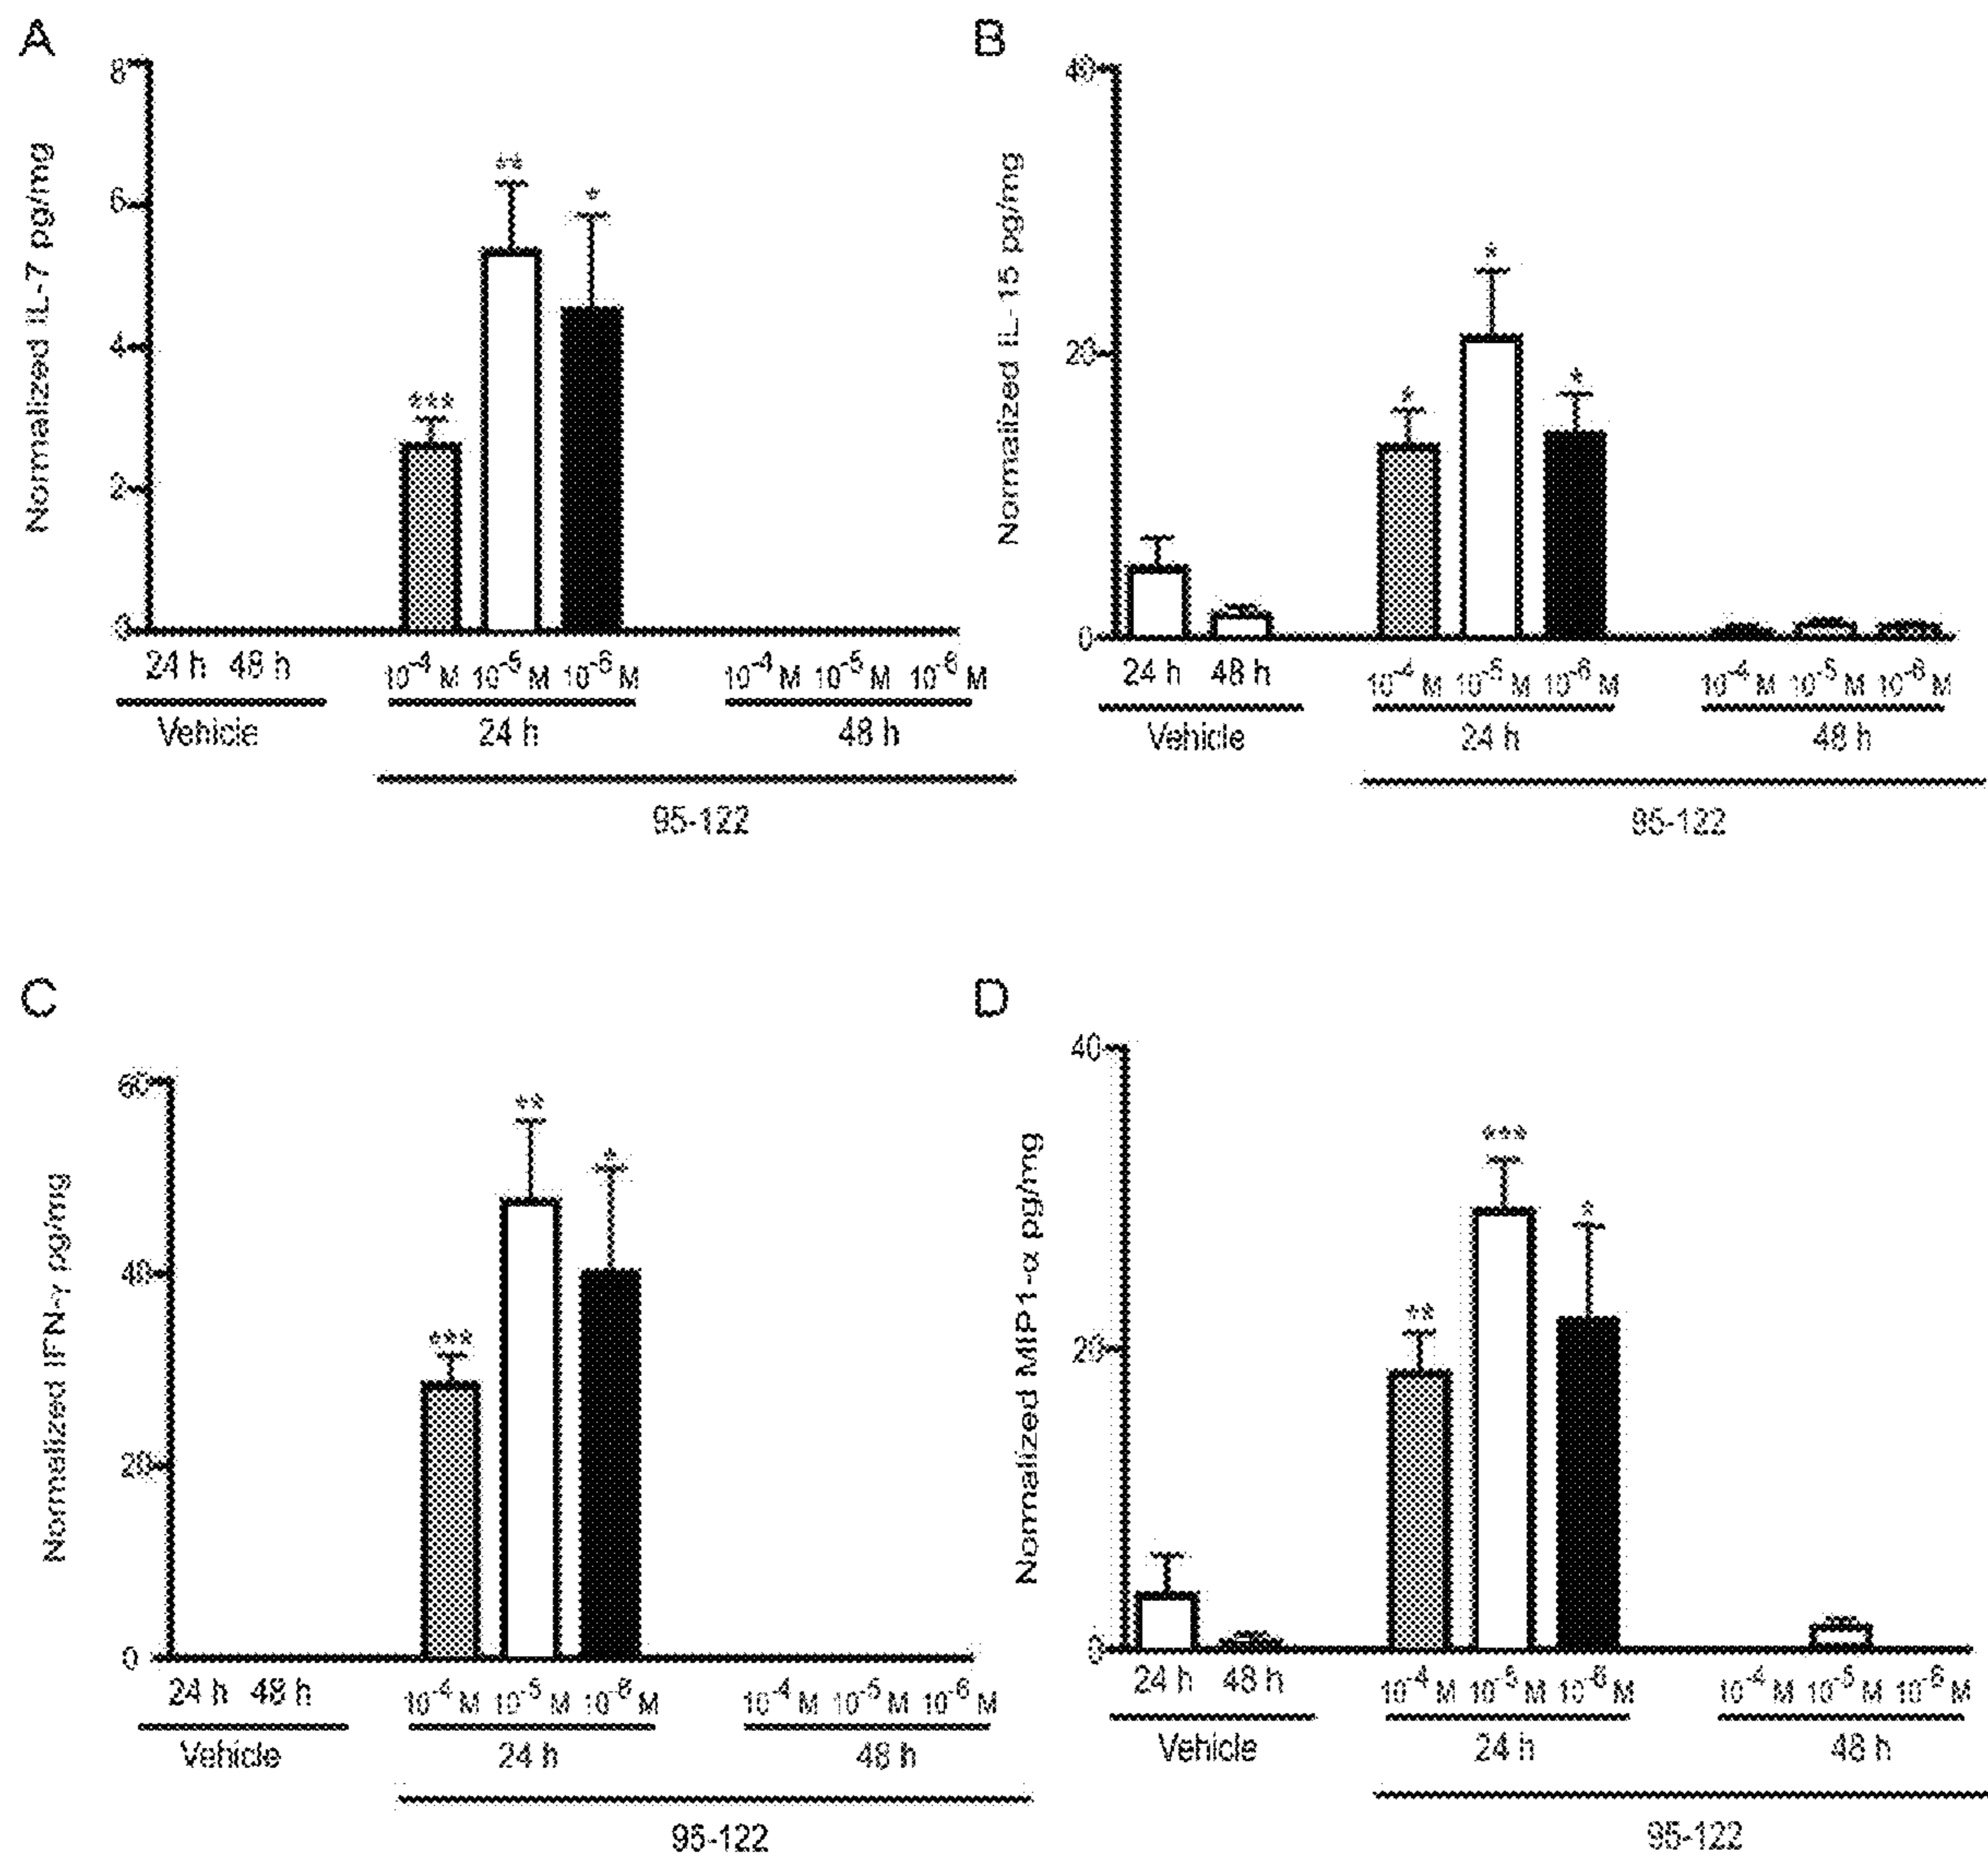 A
Normalized IL-7 pg/mg
8
6
4
2
0
**
*
***
24 h 48 h
10-4 M 10-5 M 10-6 M
10-4 M 10-5 M 10-6 M
Vehicle
24 h
48 h
95-122
B
Normalized IL-15 pg/mg
40
20
0
*
*
*
24 h 48 h
10-4 M 10-5 M 10-6 M
10-4 M 10-5 M 10-6 M
Vehicle
24 h
48 h
95-122
C
Normalized IFN-γ pg/mg
60
40
20
0
**
*
***
24 h 48 h
10-4 M 10-5 M 10-6 M
10-4 M 10-5 M 10-6 M
Vehicle
24 h
48 h
95-122
D
Normalized MIP1-α pg/mg
40
20
0
***
*
**
24 h 48 h
10-4 M 10-5 M 10-6 M
10-4 M 10-5 M 10-6 M
Vehicle
24 h
48 h
95-122